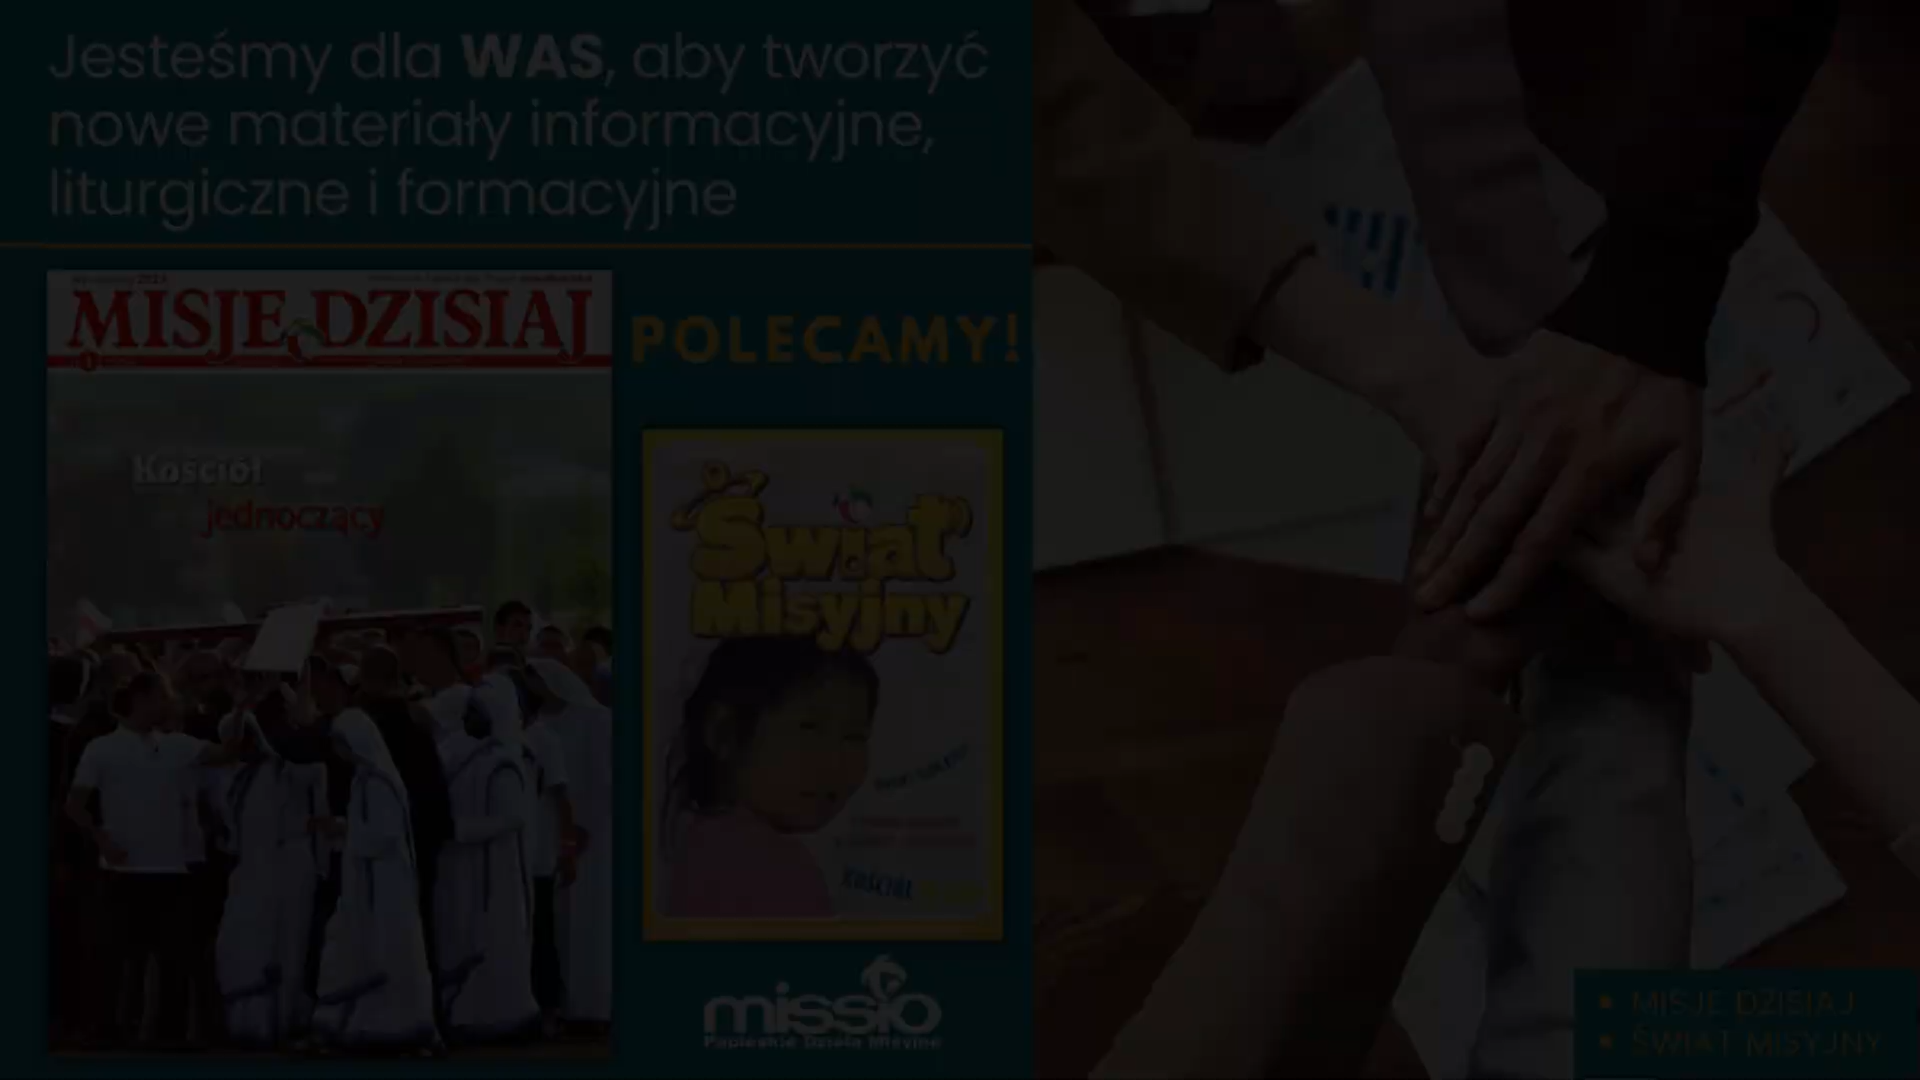 Jesteśmy dla WAS, aby tworzyć
nowe materiały informacyjne,
liturgiczne i formacyjne
MISJE DZISIAJ
POLECAMY!
Kościół
jednoczący
Świat
Misyjny
KOŚCIÓŁ
missio
Papieskie Dzieła Misyjne
• MISJE DZISIAJ
• ŚWIAT MISYJNY